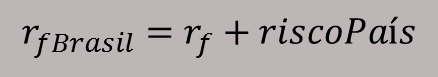 r_{fBrasil} = r_f + riscoPaís